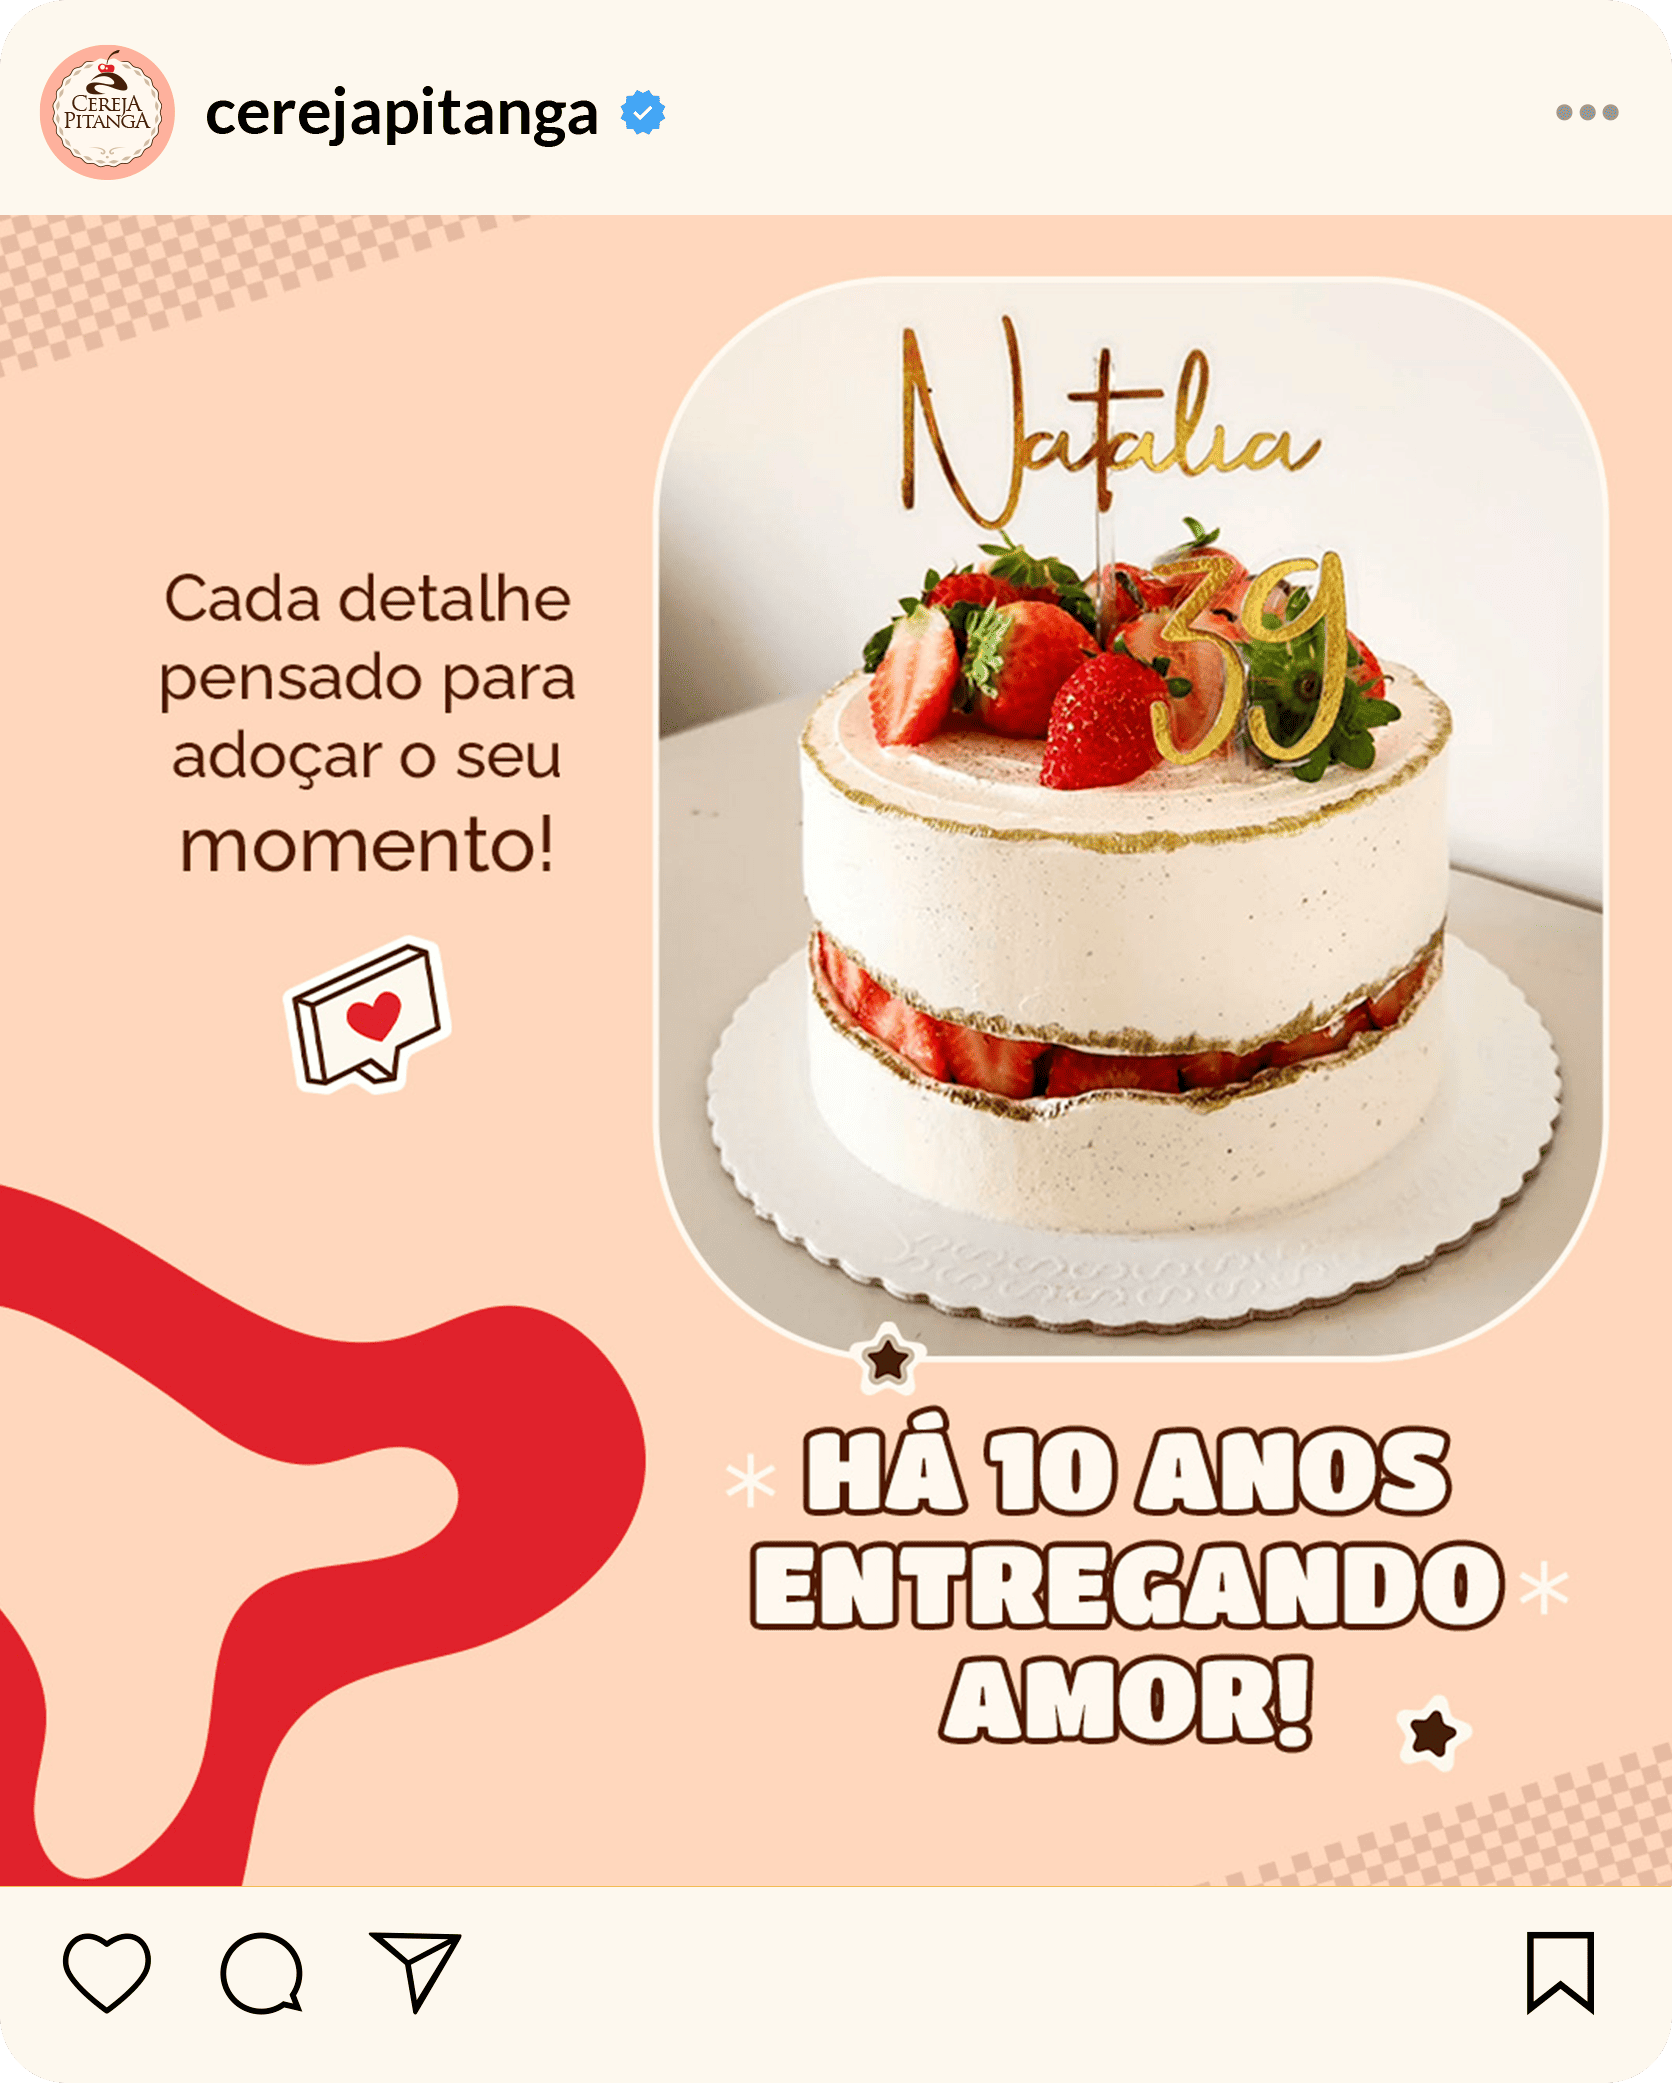 CEREJA
PITANGA
cerejapitanga
Natalia
39
Cada detalhe
pensado para
adoçar o seu
momento!
HÁ 10 ANOS
ENTREGANDO
AMOR!